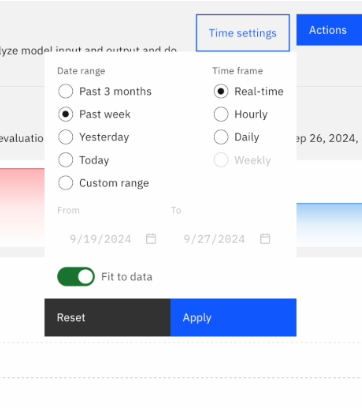 Time settings
Actions
lyze model input and output and do
Date range
Time frame
Past 3 months
Real-time
Past week
Hourly
evaluatio
Yesterday
Daily
ep 26, 2024,
Today
Weekly
Custom range
From
To
9/19/2024
9/27/2024
Fit to data
Reset
Apply